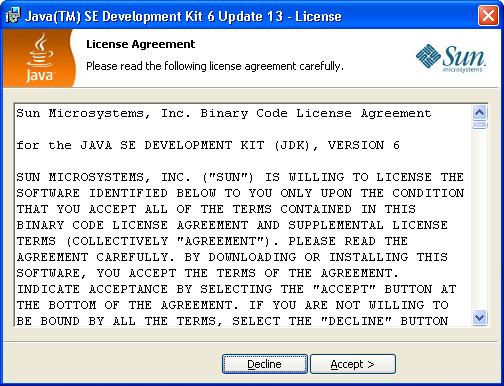 Java(TM) SE Development Kit 6 Update 13 - License
License Agreement
Please read the following license agreement carefully.
Java
Sun
microsystems
Sun Microsystems, Inc. Binary Code License Agreement
for the JAVA SE DEVELOPMENT KIT (JDK), VERSION 6
SUN MICROSYSTEMS, INC. ("SUN") IS WILLING TO LICENSE THE
SOFTWARE IDENTIFIED BELOW TO YOU ONLY UPON THE CONDITION
THAT YOU ACCEPT ALL OF THE TERMS CONTAINED IN THIS
BINARY CODE LICENSE AGREEMENT AND SUPPLEMENTAL LICENSE
TERMS (COLLECTIVELY "AGREEMENT"). PLEASE READ THE
AGREEMENT CAREFULLY. BY DOWNLOADING OR INSTALLING THIS
SOFTWARE, YOU ACCEPT THE TERMS OF THE AGREEMENT.
INDICATE ACCEPTANCE BY SELECTING THE "ACCEPT" BUTTON AT
THE BOTTOM OF THE AGREEMENT. IF YOU ARE NOT WILLING TO
BE BOUND BY ALL THE TERMS, SELECT THE "DECLINE" BUTTON
Decline
Accept >